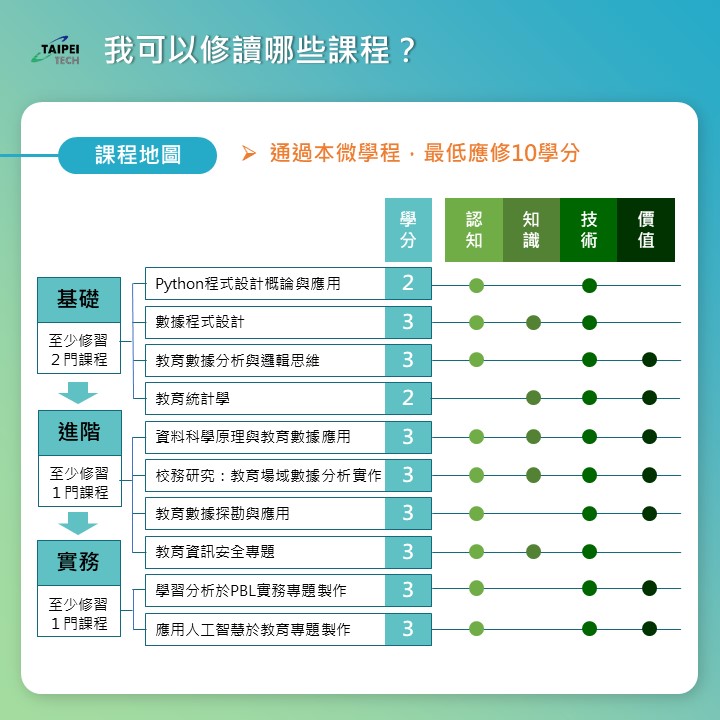 TAIPEI
TECH
我可以修讀哪些課程？
課程地圖
➢ 通過本微學程，最低應修10學分
學分
認知
知識
技術
價值
基礎
至少修習
2門課程
Python程式設計概論與應用 2
數據程式設計 3
教育數據分析與邏輯思維 3
教育統計學 2
進階
至少修習
1門課程
資料科學原理與教育數據應用 3
校務研究：教育場域數據分析實作 3
教育數據探勘與應用 3
教育資訊安全專題 3
實務
至少修習
1門課程
學習分析於PBL實務專題製作 3
應用人工智慧於教育專題製作 3